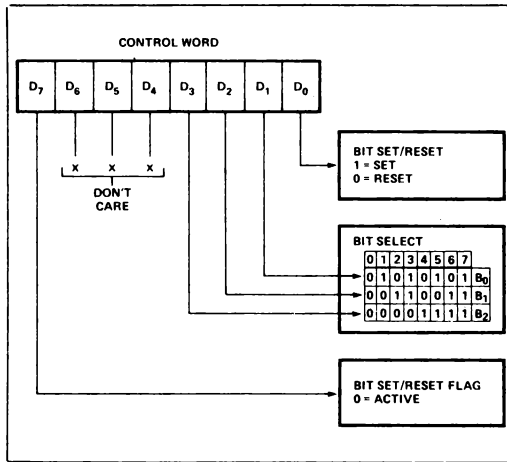 CONTROL WORD
D7 D6 D5 D4 D3 D2 D1 D0
X X X
DON'T
CARE
BIT SET/RESET
1 = SET
0 = RESET
BIT SELECT
0 1 2 3 4 5 6 7
0 1 0 1 0 1 0 1 B0
0 0 1 1 0 0 1 1 B1
0 0 0 0 1 1 1 1 B2
BIT SET/RESET FLAG
0 = ACTIVE